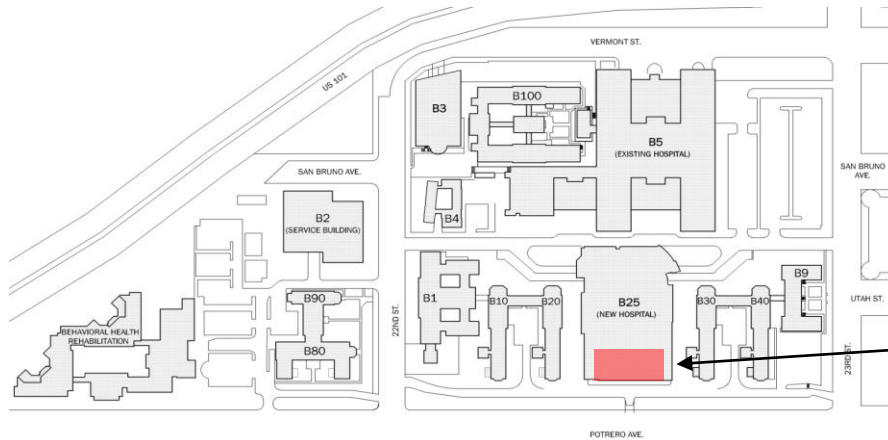 VERMONT ST.
US 101
B3
B100
B5
(EXISTING HOSPITAL)
SAN BRUNO AVE.
SAN BRUNO
AVE.
B4
B2
(SERVICE BUILDING)
B1
B10
B20
B25
(NEW HOSPITAL)
B30
B40
B9
UTAH ST.
B90
B80
BEHAVIORAL HEALTH
REHABILITATION
22ND ST.
23RD ST.
POTRERO AVE.